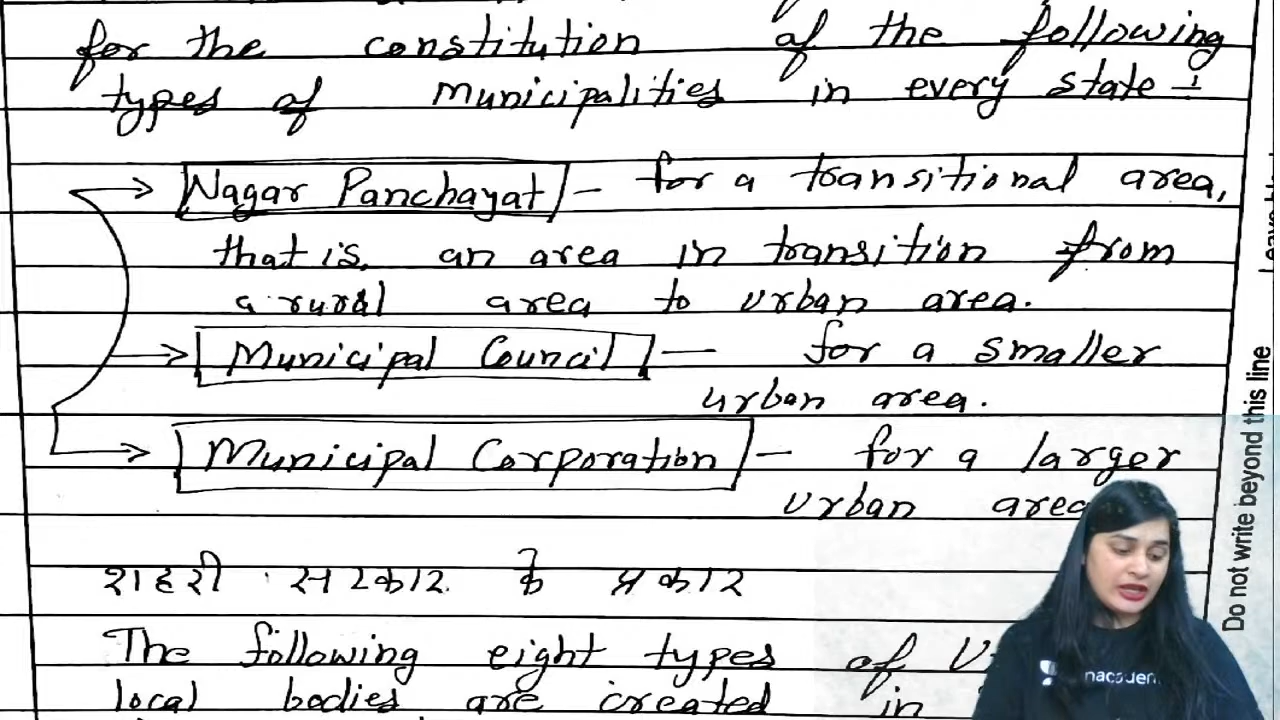 for the constitution of the following
types of municipalities in every state :-
Nagar Panchayat - for a transitional area,
that is, an area in transition from
a rural area to urban area.
Municipal Council — for a smaller
urban area.
Municipal Corporation - for a larger
urban area
शहरी सरकार के प्रकार
The following eight types of
local bodies are created in
Do not write beyond this line